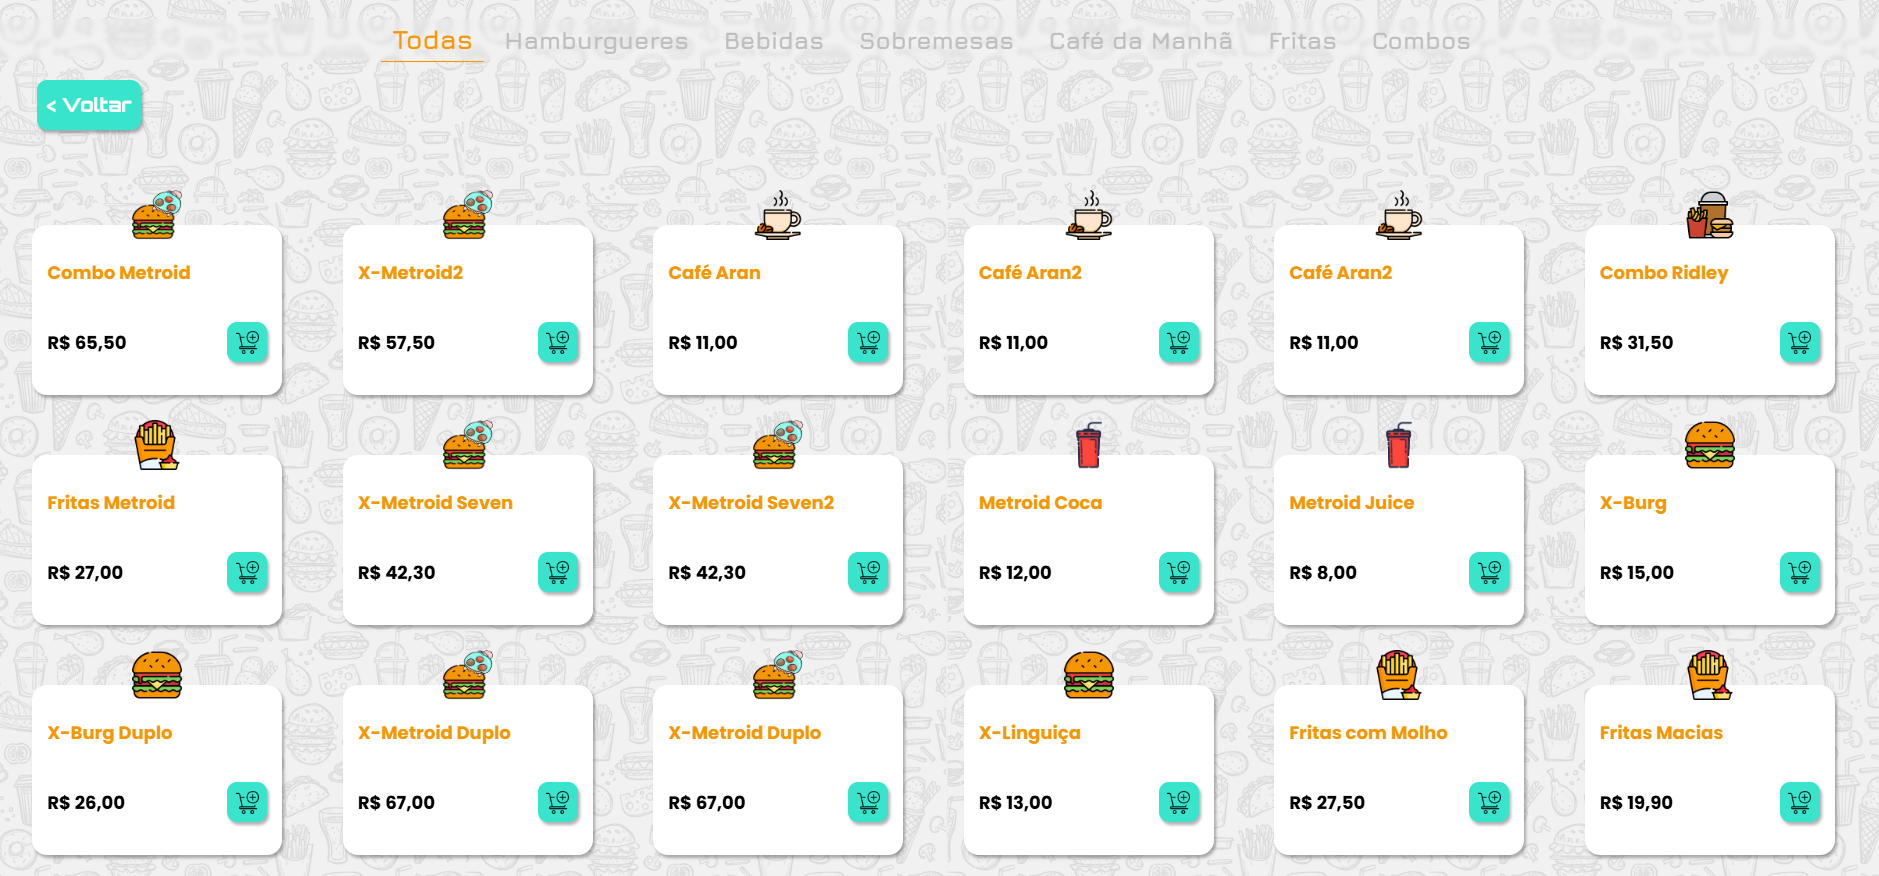 Todas Hamburgueres Bebidas Sobremesas Café da Manhã Fritas Combos
< Voltar
Combo Metroid X-Metroid2 Café Aran Café Aran2 Café Aran2 Combo Ridley
R$ 65,50 R$ 57,50 R$ 11,00 R$ 11,00 R$ 11,00 R$ 31,50
Fritas Metroid X-Metroid Seven X-Metroid Seven2 Metroid Coca Metroid Juice X-Burg
R$ 27,00 R$ 42,30 R$ 42,30 R$ 12,00 R$ 8,00 R$ 15,00
X-Burg Duplo X-Metroid Duplo X-Metroid Duplo X-Linguiça Fritas com Molho Fritas Macias
R$ 26,00 R$ 67,00 R$ 67,00 R$ 13,00 R$ 27,50 R$ 19,90